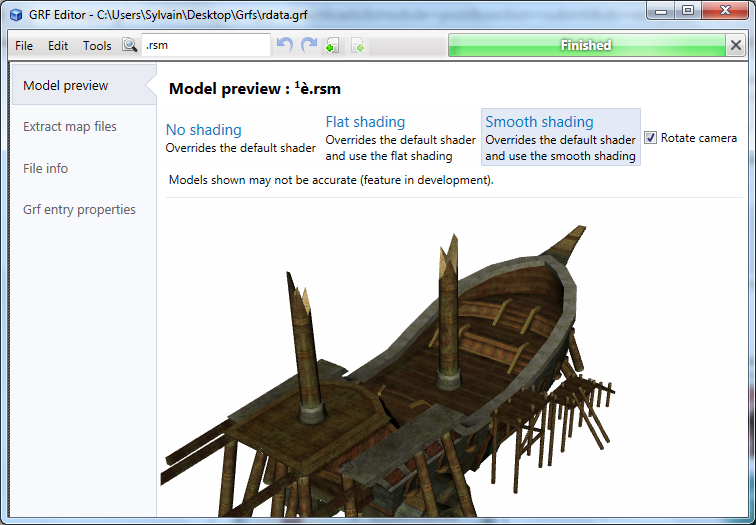 GRF Editor - C:\Users\Sylvain\Desktop\Grfs\rdata.grf
File Edit Tools .rsm Finished
Model preview
Extract map files
File info
Grf entry properties
Model preview : ¹è.rsm
No shading
Overrides the default shader
Flat shading
Overrides the default shader
and use the flat shading
Smooth shading
Overrides the default shader
and use the smooth shading
Rotate camera
Models shown may not be accurate (feature in development).